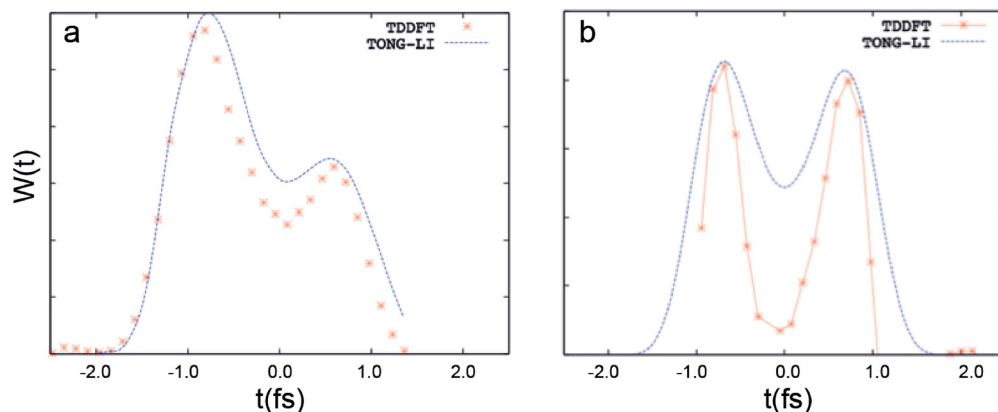 a
TDDFT
TONG-LI
W(t)
-2.0 -1.0 0.0 1.0 2.0
t(fs)
b
TDDFT
TONG-LI
-2.0 -1.0 0.0 1.0 2.0
t(fs)